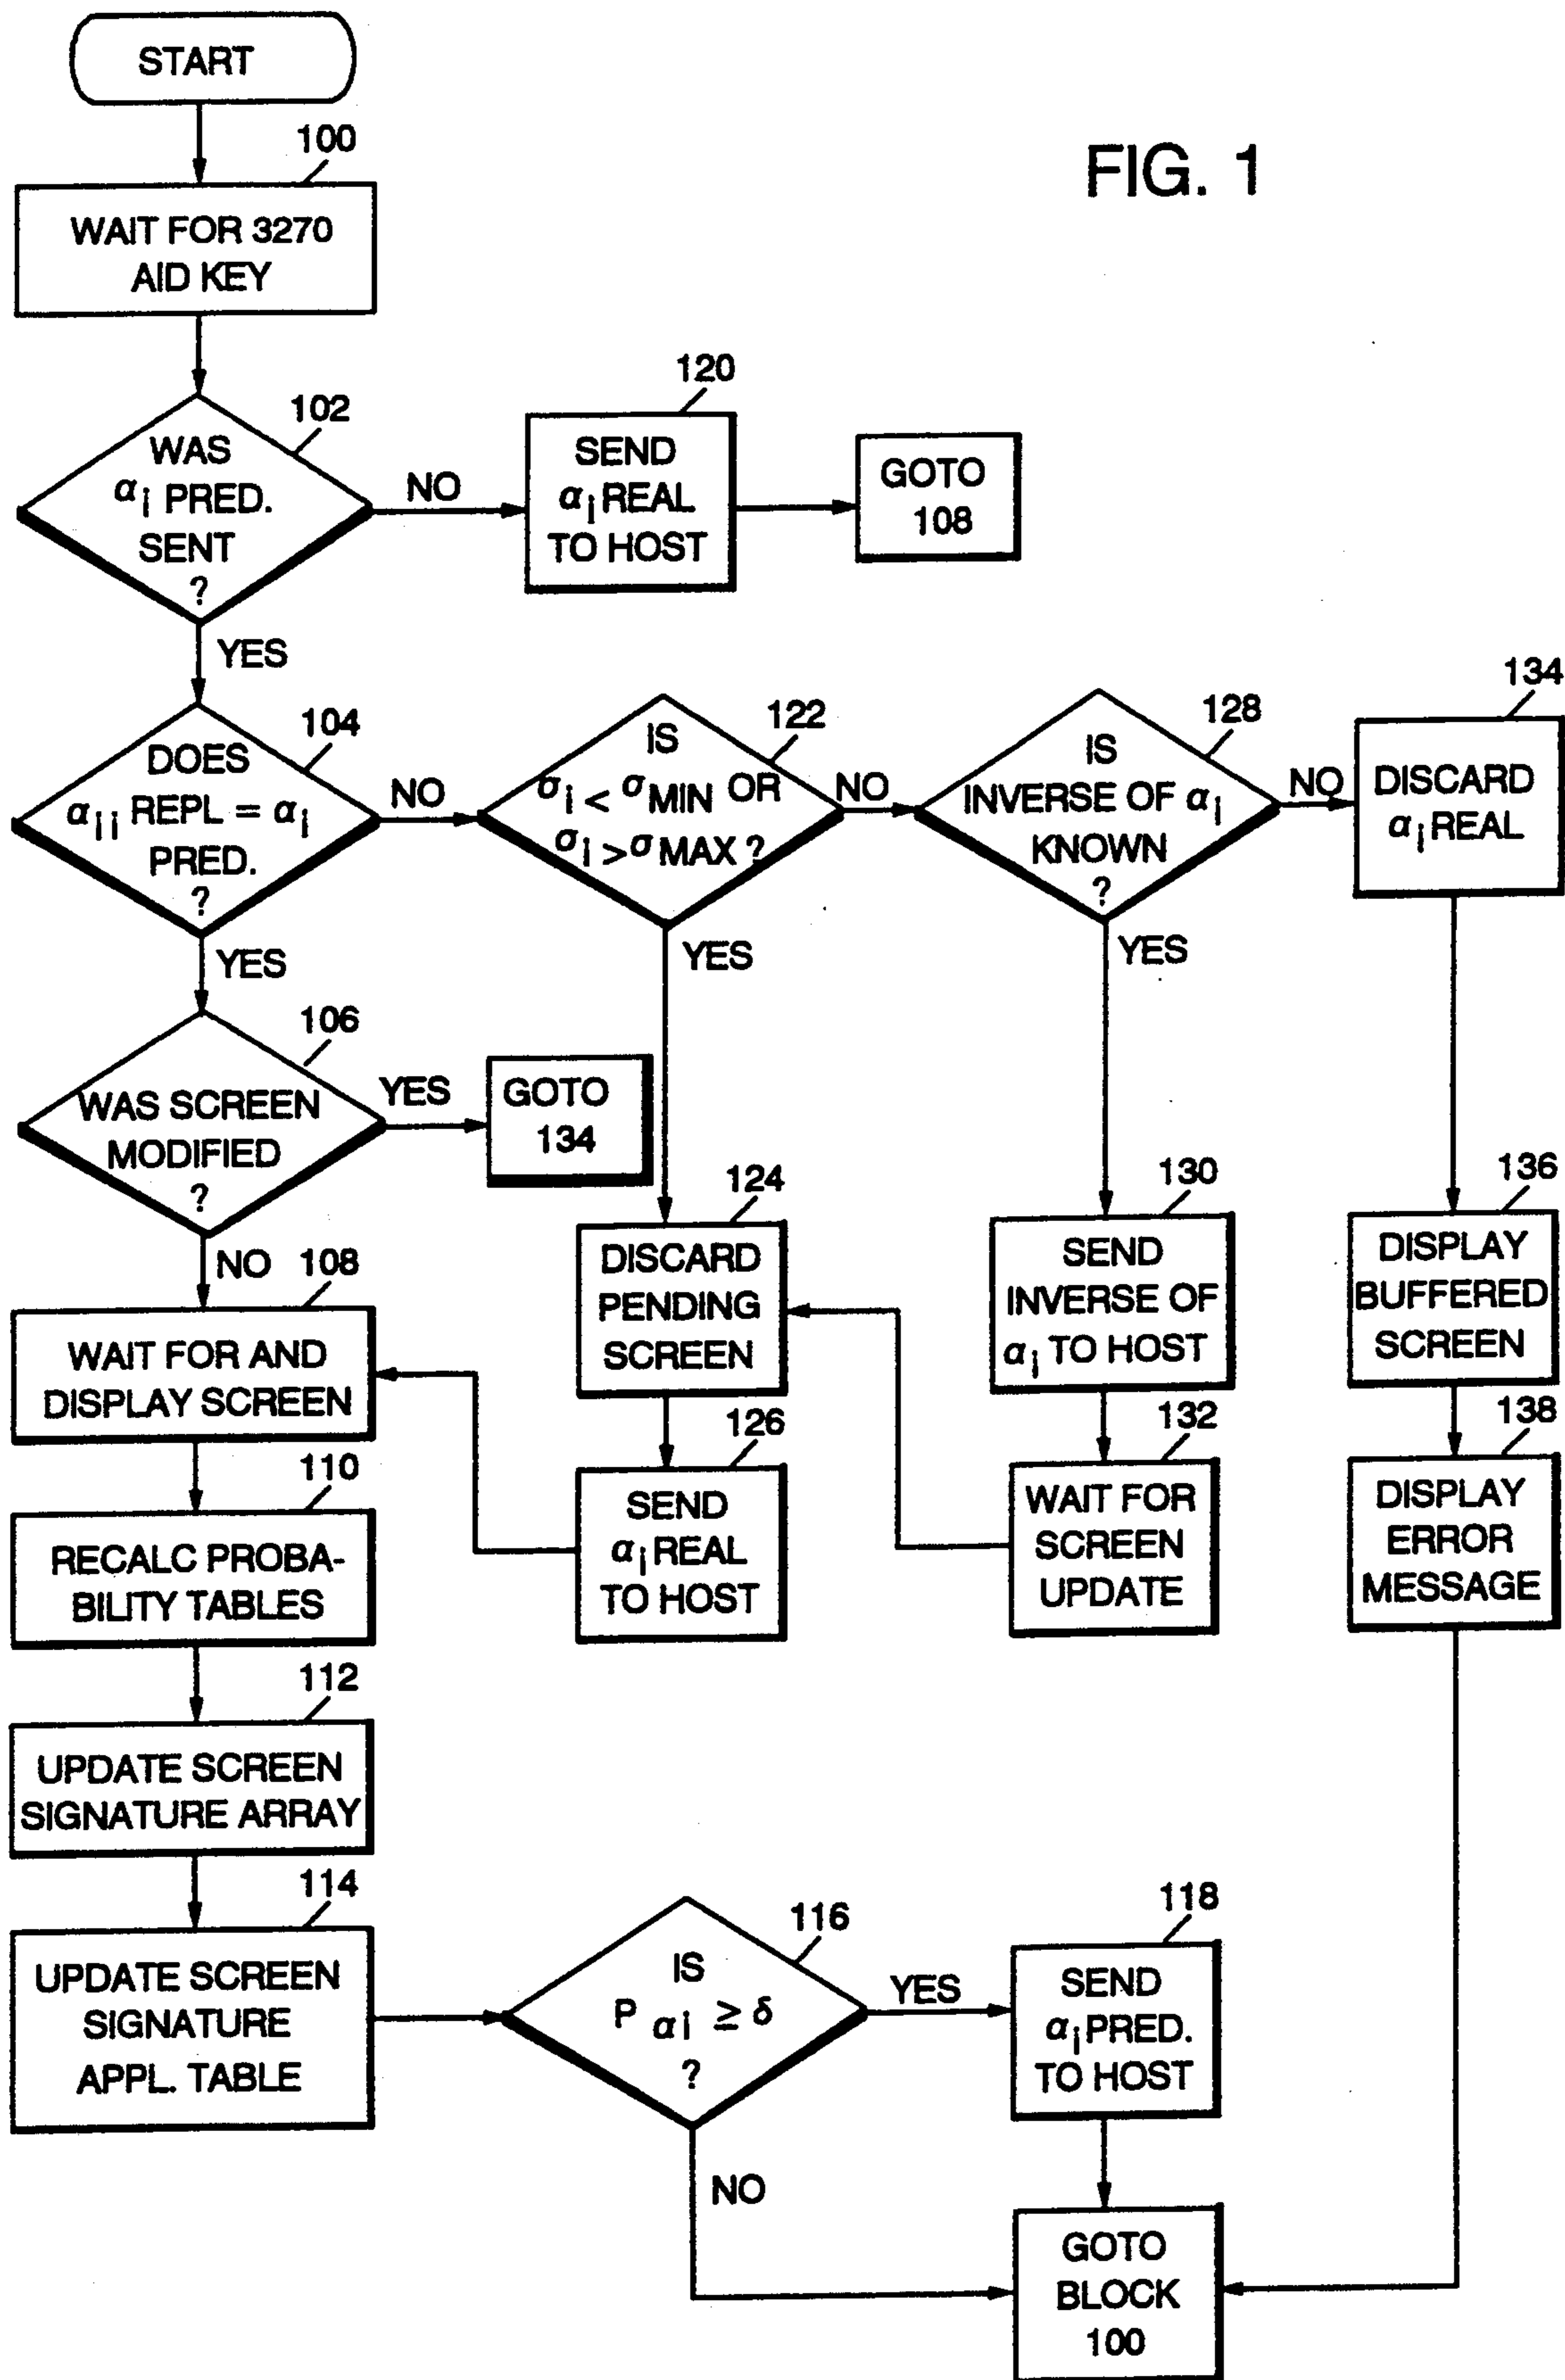 START
FIG. 1
100
WAIT FOR 3270
AID KEY
102
WAS
αi PRED.
SENT
?
NO
YES
120
SEND
αi REAL
TO HOST
GOTO
108
104
DOES
αii REPL = αi
PRED.
?
NO
YES
122
IS
σi < σMIN OR
σi > σMAX ?
NO
YES
128
IS
INVERSE OF αi
KNOWN
?
NO
YES
134
DISCARD
αi REAL
106
WAS SCREEN
MODIFIED
?
YES
NO
GOTO
134
124
DISCARD
PENDING
SCREEN
130
SEND
INVERSE OF
αi TO HOST
136
DISPLAY
BUFFERED
SCREEN
108
WAIT FOR AND
DISPLAY SCREEN
126
SEND
αi REAL
TO HOST
132
WAIT FOR
SCREEN
UPDATE
138
DISPLAY
ERROR
MESSAGE
110
RECALC PROBA-
BILITY TABLES
112
UPDATE SCREEN
SIGNATURE ARRAY
114
UPDATE SCREEN
SIGNATURE
APPL. TABLE
116
IS
P αi ≥ δ
?
YES
NO
118
SEND
αi PRED.
TO HOST
GOTO
BLOCK
100